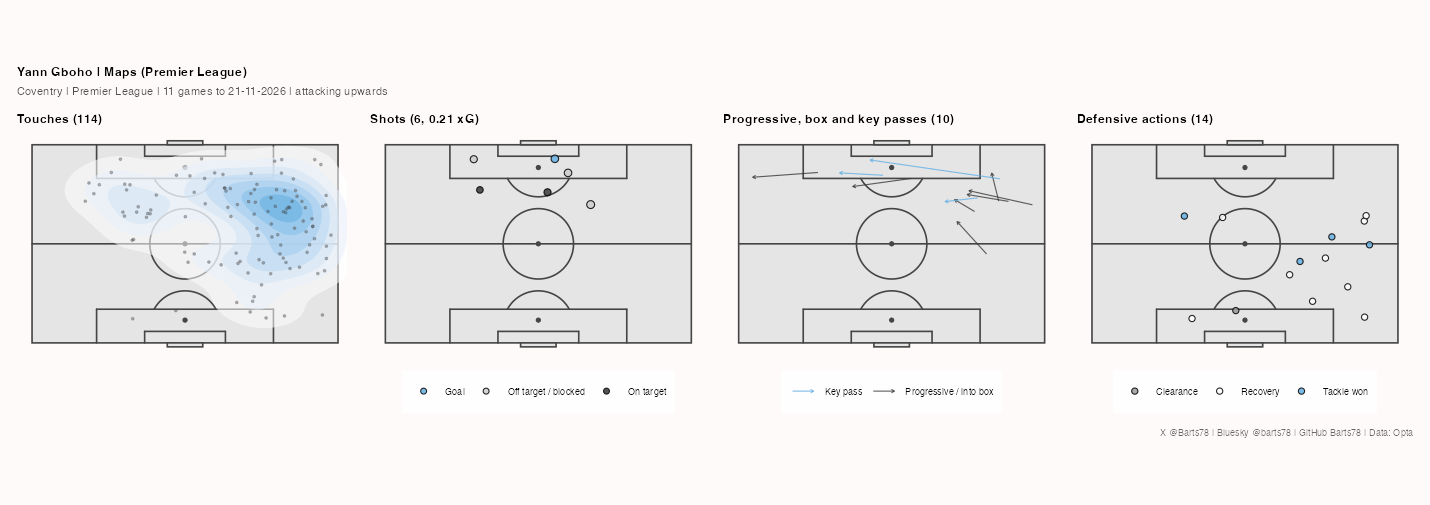 Yann Gboho | Maps (Premier League)
Coventry | Premier League | 11 games to 21-11-2026 | attacking upwards
Touches (114)
Shots (6, 0.21 xG)
Progressive, box and key passes (10)
Defensive actions (14)
Goal
Off target / blocked
On target
Key pass
Progressive / into box
Clearance
Recovery
Tackle won
X @Barts78 | Bluesky @barts78 | GitHub Barts78 | Data: Opta